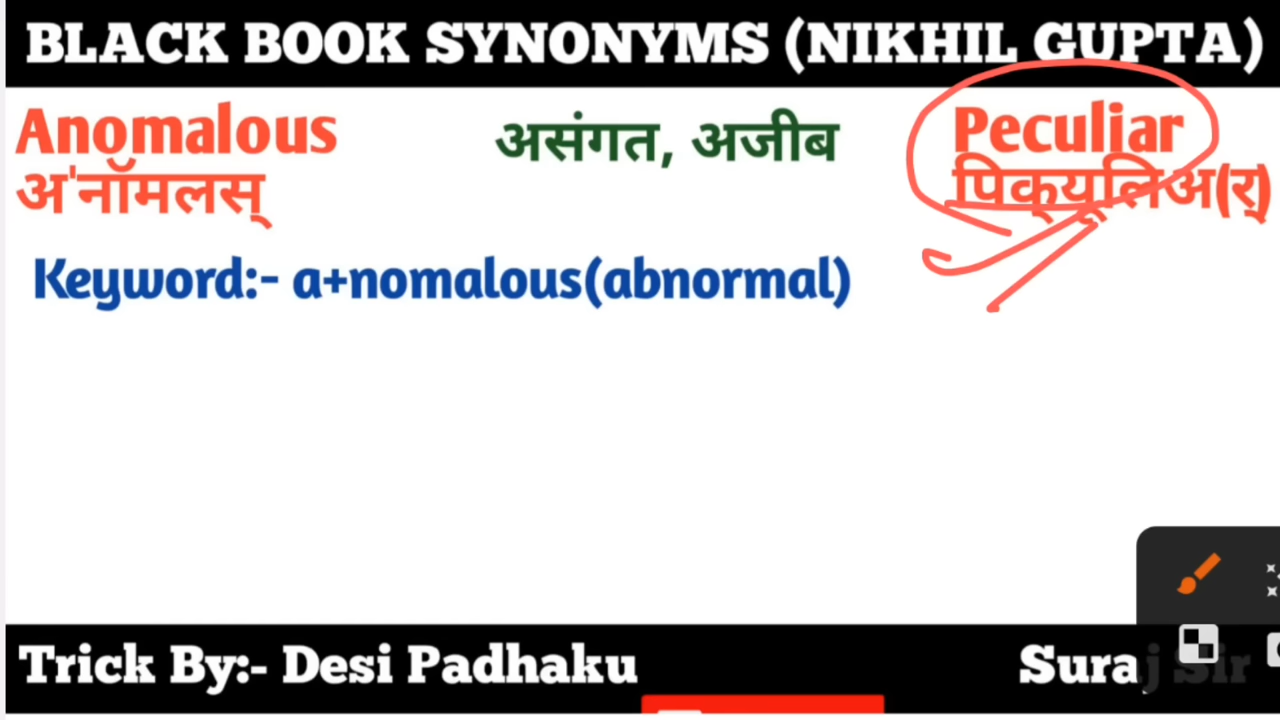 BLACK BOOK SYNONYMS (NIKHIL GUPTA)
Anomalous असंगत, अजीब Peculiar
अ'नॉमलस् पिक्यूलिअ(र्)
Keyword:- a+nomalous(abnormal)
Trick By:- Desi Padhaku Suraj Sir